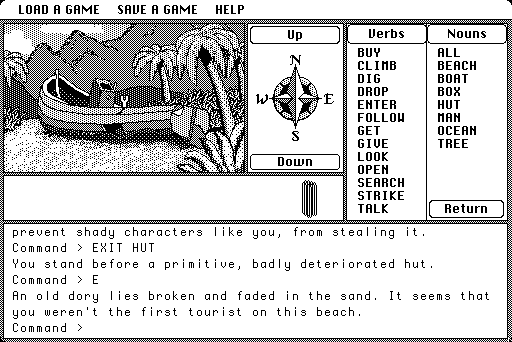 LOAD A GAME SAVE A GAME HELP
Up
N
W E
S
Down
Verbs
BUY
CLIMB
DIG
DROP
ENTER
FOLLOW
GET
GIVE
LOOK
OPEN
SEARCH
STRIKE
TALK
Nouns
ALL
BEACH
BOAT
BOX
HUT
MAN
OCEAN
TREE
Return
prevent shady characters like you, from stealing it.
Command > EXIT HUT
You stand before a primitive, badly deteriorated hut.
Command > E
An old dory lies broken and faded in the sand. It seems that
you weren't the first tourist on this beach.
Command >